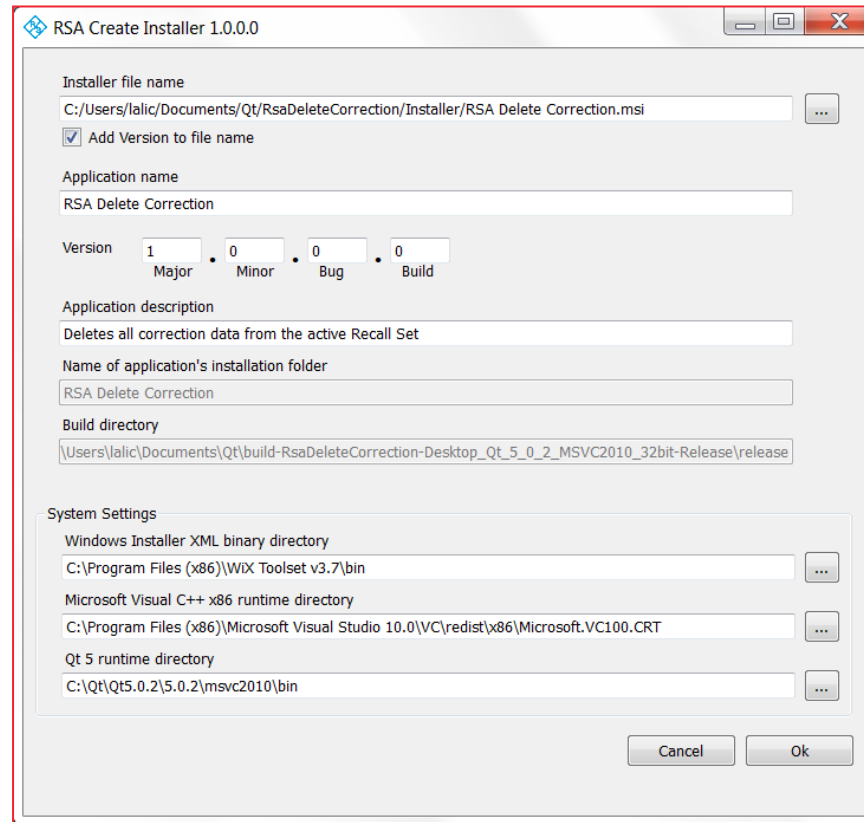 RSA Create Installer 1.0.0.0
Installer file name
C:/Users/lalic/Documents/Qt/RsaDeleteCorrection/Installer/RSA Delete Correction.msi
...
Add Version to file name
Application name
RSA Delete Correction
Version 1 . 0 . 0 . 0
Major Minor Bug Build
Application description
Deletes all correction data from the active Recall Set
Name of application's installation folder
RSA Delete Correction
Build directory
\Users\lalic\Documents\Qt\build-RsaDeleteCorrection-Desktop_Qt_5_0_2_MSVC2010_32bit-Release\release
System Settings
Windows Installer XML binary directory
C:\Program Files (x86)\WiX Toolset v3.7\bin
...
Microsoft Visual C++ x86 runtime directory
C:\Program Files (x86)\Microsoft Visual Studio 10.0\VC\redist\x86\Microsoft.VC100.CRT
...
Qt 5 runtime directory
C:\Qt\Qt5.0.2\5.0.2\msvc2010\bin
...
Cancel Ok